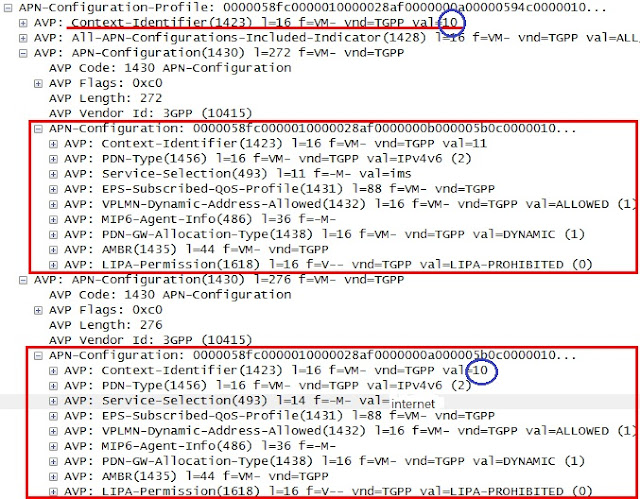 APN-Configuration-Profile: 0000058fc0000010000028af0000000a00000594c0000010...
AVP: Context-Identifier(1423) l=16 f=VM- vnd=TGPP val=10
AVP: All-APN-Configurations-Included-Indicator(1428) l=16 f=VM- vnd=TGPP val=ALL
AVP: APN-Configuration(1430) l=272 f=VM- vnd=TGPP
AVP Code: 1430 APN-Configuration
AVP Flags: 0xc0
AVP Length: 272
AVP Vendor Id: 3GPP (10415)
APN-Configuration: 0000058fc0000010000028af0000000b000005b0c0000010...
AVP: Context-Identifier(1423) l=16 f=VM- vnd=TGPP val=11
AVP: PDN-Type(1456) l=16 f=VM- vnd=TGPP val=IPv4v6 (2)
AVP: Service-Selection(493) l=11 f=-M- val=ims
AVP: EPS-Subscribed-QoS-Profile(1431) l=88 f=VM- vnd=TGPP
AVP: VPLMN-Dynamic-Address-Allowed(1432) l=16 f=VM- vnd=TGPP val=ALLOWED (1)
AVP: MIP6-Agent-Info(486) l=36 f=-M-
AVP: PDN-GW-Allocation-Type(1438) l=16 f=VM- vnd=TGPP val=DYNAMIC (1)
AVP: AMBR(1435) l=44 f=VM- vnd=TGPP
AVP: LIPA-Permission(1618) l=16 f=V-- vnd=TGPP val=LIPA-PROHIBITED (0)
AVP: APN-Configuration(1430) l=276 f=VM- vnd=TGPP
AVP Code: 1430 APN-Configuration
AVP Flags: 0xc0
AVP Length: 276
AVP Vendor Id: 3GPP (10415)
APN-Configuration: 0000058fc0000010000028af0000000a000005b0c0000010...
AVP: Context-Identifier(1423) l=16 f=VM- vnd=TGPP val=10
AVP: PDN-Type(1456) l=16 f=VM- vnd=TGPP val=IPv4v6 (2)
AVP: Service-Selection(493) l=14 f=-M- val=internet
AVP: EPS-Subscribed-QoS-Profile(1431) l=88 f=VM- vnd=TGPP
AVP: VPLMN-Dynamic-Address-Allowed(1432) l=16 f=VM- vnd=TGPP val=ALLOWED (1)
AVP: MIP6-Agent-Info(486) l=36 f=-M-
AVP: PDN-GW-Allocation-Type(1438) l=16 f=VM- vnd=TGPP val=DYNAMIC (1)
AVP: AMBR(1435) l=44 f=VM- vnd=TGPP
AVP: LIPA-Permission(1618) l=16 f=V-- vnd=TGPP val=LIPA-PROHIBITED (0)